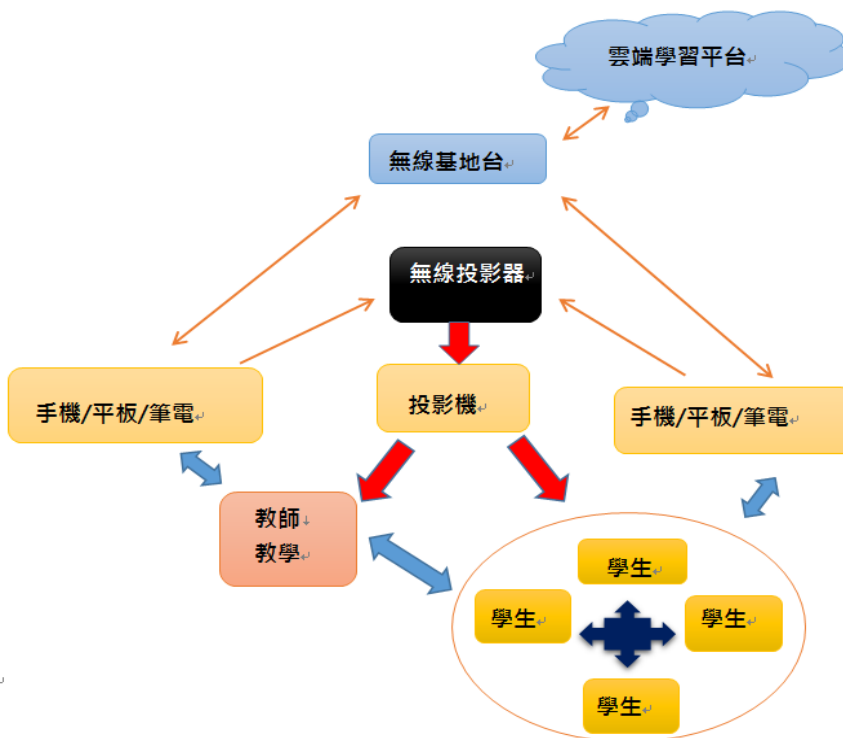 雲端學習平台
無線基地台
無線投影器
手機/平板/筆電
投影機
手機/平板/筆電
教師
教學
學生
學生
學生
學生